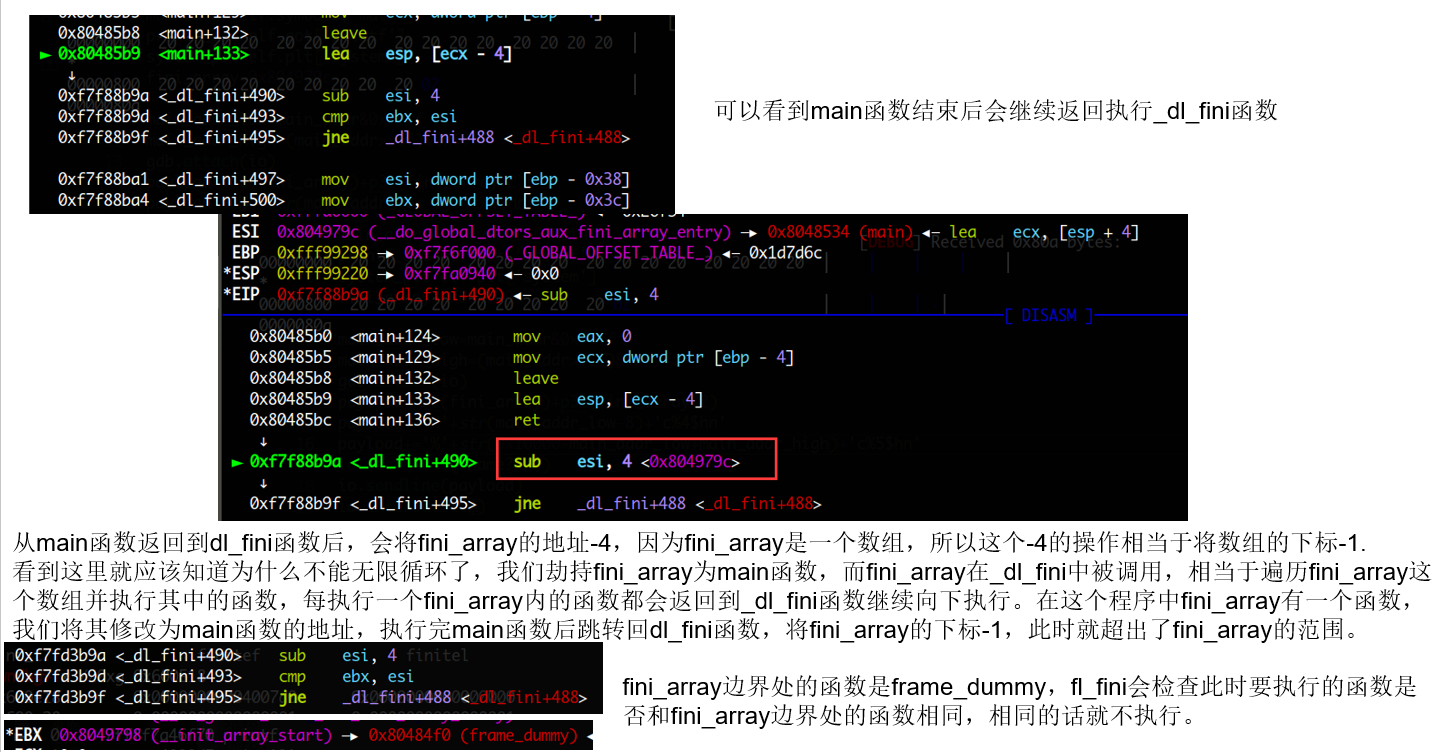 0x80485b8 <main+132> leave
► 0x80485b9 <main+133> lea esp, [ecx - 4]
↓
0xf7f88b9a <_dl_fini+490> sub esi, 4
0xf7f88b9d <_dl_fini+493> cmp ebx, esi
0xf7f88b9f <_dl_fini+495> jne _dl_fini+488 <_dl_fini+488>
0xf7f88ba1 <_dl_fini+497> mov esi, dword ptr [ebp - 0x38]
0xf7f88ba4 <_dl_fini+500> mov ebx, dword ptr [ebp - 0x3c]
可以看到main函数结束后会继续返回执行_dl_fini函数
ESI 0x804979c (__do_global_dtors_aux_fini_array_entry) —► 0x8048534 (main) ◄— lea ecx, [esp + 4]
EBP 0xfff99298 —► 0xf7f6f000 (_GLOBAL_OFFSET_TABLE_) ◄— 0x1d7d6c
*ESP 0xfff99220 —► 0xf7fa0940 ◄— 0x0
*EIP 0xf7f88b9a (_dl_fini+490) ◄— sub esi, 4
[ DISASM ]
0x80485b0 <main+124> mov eax, 0
0x80485b5 <main+129> mov ecx, dword ptr [ebp - 4]
0x80485b8 <main+132> leave
0x80485b9 <main+133> lea esp, [ecx - 4]
0x80485bc <main+136> ret
↓
► 0xf7f88b9a <_dl_fini+490> sub esi, 4 <0x804979c>
↓
0xf7f88b9f <_dl_fini+495> jne _dl_fini+488 <_dl_fini+488>
从main函数返回到dl_fini函数后，会将fini_array的地址-4，因为fini_array是一个数组，所以这个-4的操作相当于将数组的下标-1.
看到这里就应该知道为什么不能无限循环了，我们劫持fini_array为main函数，而fini_array在_dl_fini中被调用，相当于遍历fini_array这
个数组并执行其中的函数，每执行一个fini_array内的函数都会返回到_dl_fini函数继续向下执行。在这个程序中fini_array有一个函数，
我们将其修改为main函数的地址，执行完main函数后跳转回dl_fini函数，将fini_array的下标-1，此时就超出了fini_array的范围。
0xf7fd3b9a <_dl_fini+490> sub esi, 4
0xf7fd3b9d <_dl_fini+493> cmp ebx, esi
0xf7fd3b9f <_dl_fini+495> jne _dl_fini+488 <_dl_fini+488>
fini_array边界处的函数是frame_dummy，fl_fini会检查此时要执行的函数是
否和fini_array边界处的函数相同，相同的话就不执行。
*EBX 0x8049798 (__init_array_start) —► 0x80484f0 (frame_dummy) ◄